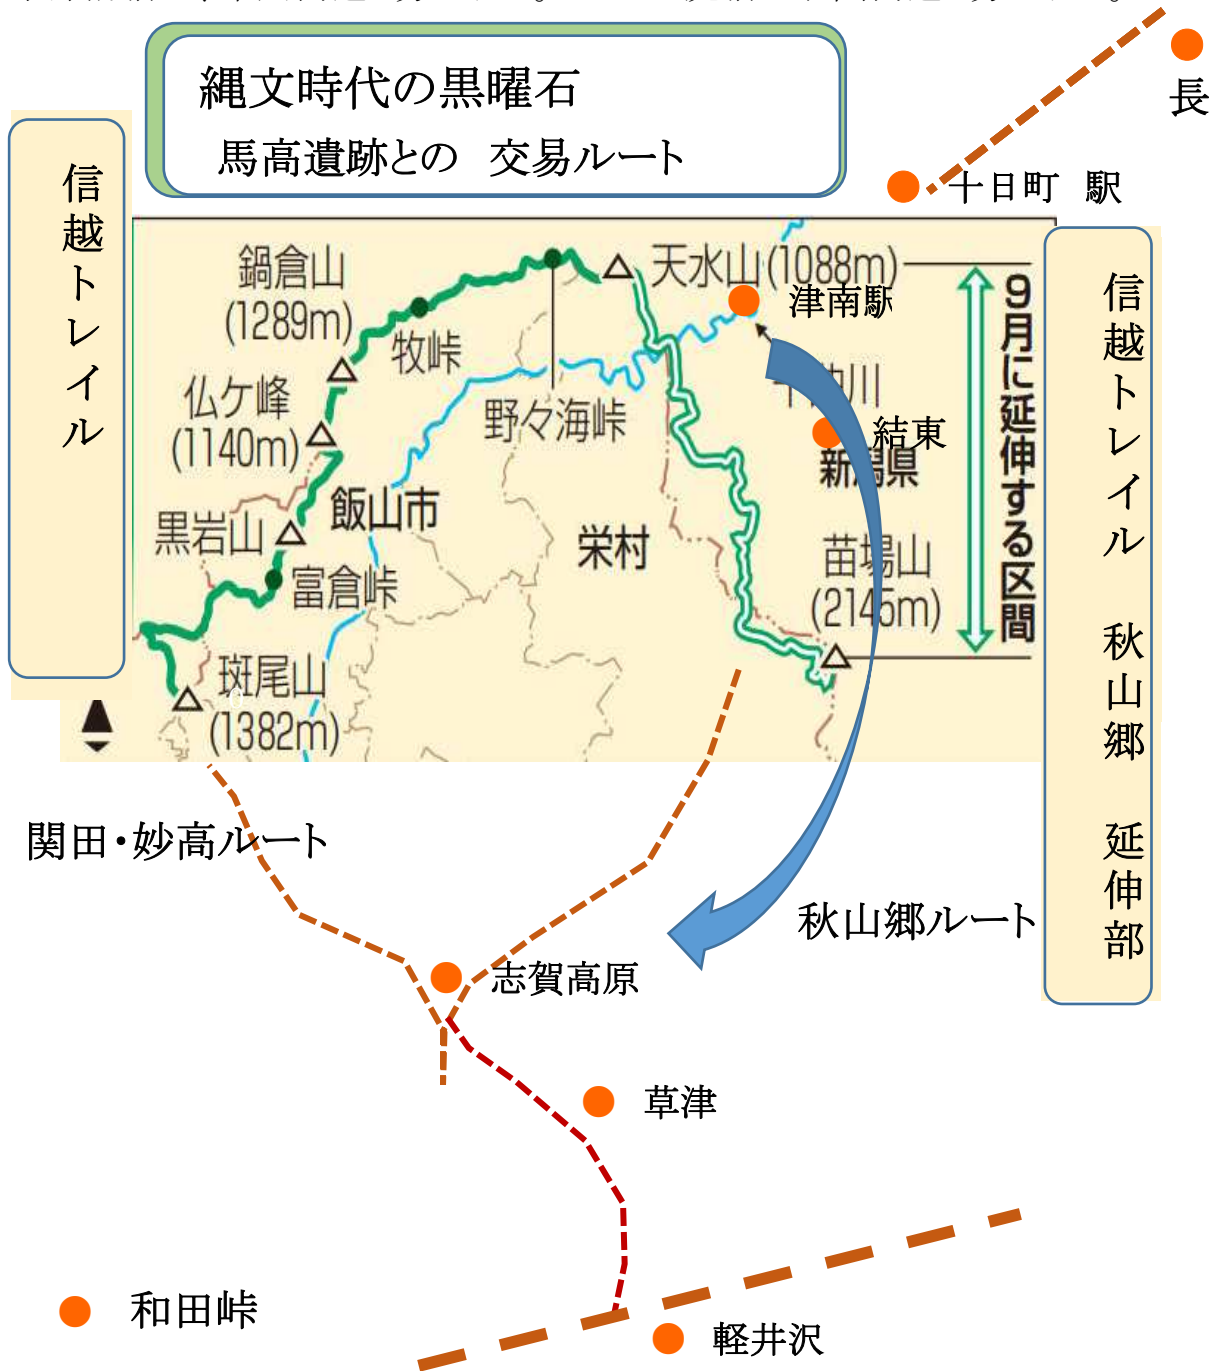 縄文時代の黒曜石
馬高遺跡との 交易ルート
長
十日町 駅
信越トレイル
鍋倉山
(1289m)
天水山(1088m)
津南駅
牧峠
仏ケ峰
(1140m)
野々海峠
結東
新潟県
飯山市
黒岩山
栄村
苗場山
(2145m)
富倉峠
斑尾山
(1382m)
9月に延伸する区間
信越トレイル 秋山郷 延伸部
関田・妙高ルート
秋山郷ルート
志賀高原
草津
和田峠
軽井沢